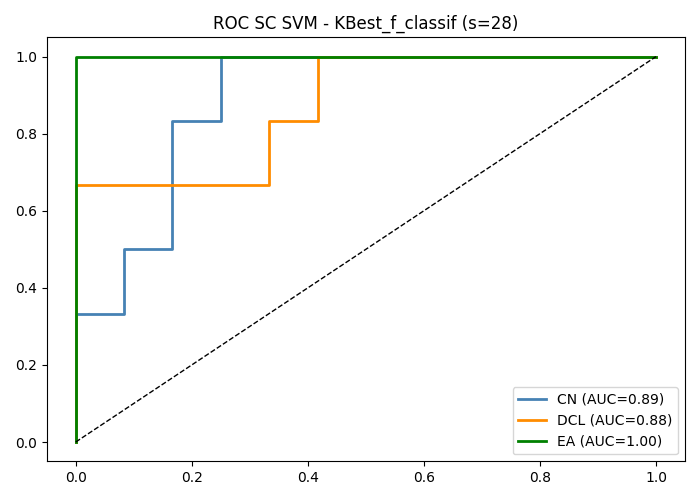 ROC SC SVM - KBest_f_classif (s=28)
1.0
0.8
0.6
0.4
0.2
0.0
0.0 0.2 0.4 0.6 0.8 1.0
CN (AUC=0.89)
DCL (AUC=0.88)
EA (AUC=1.00)